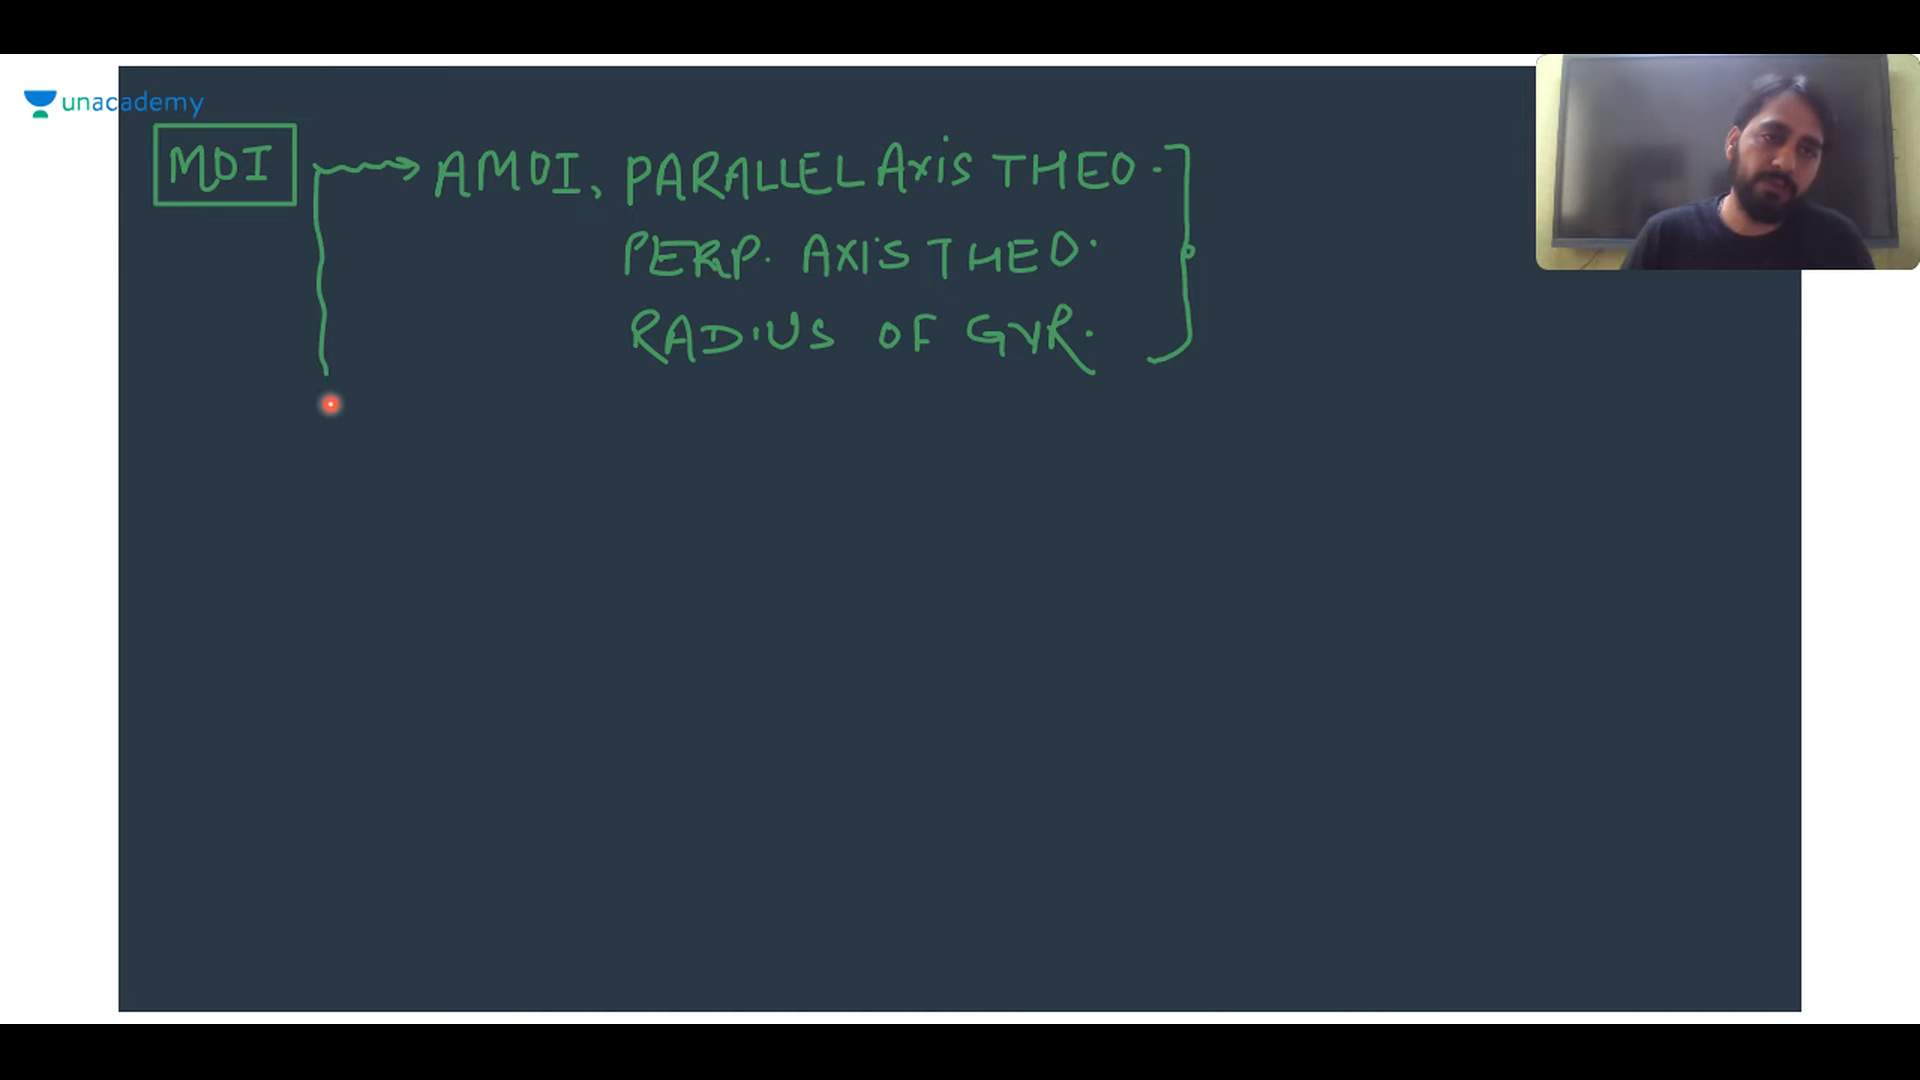 unacademy
MOI → AMOI, PARALLEL AXIS THEO.
PERP. AXIS THEO.
RADIUS OF GYR.